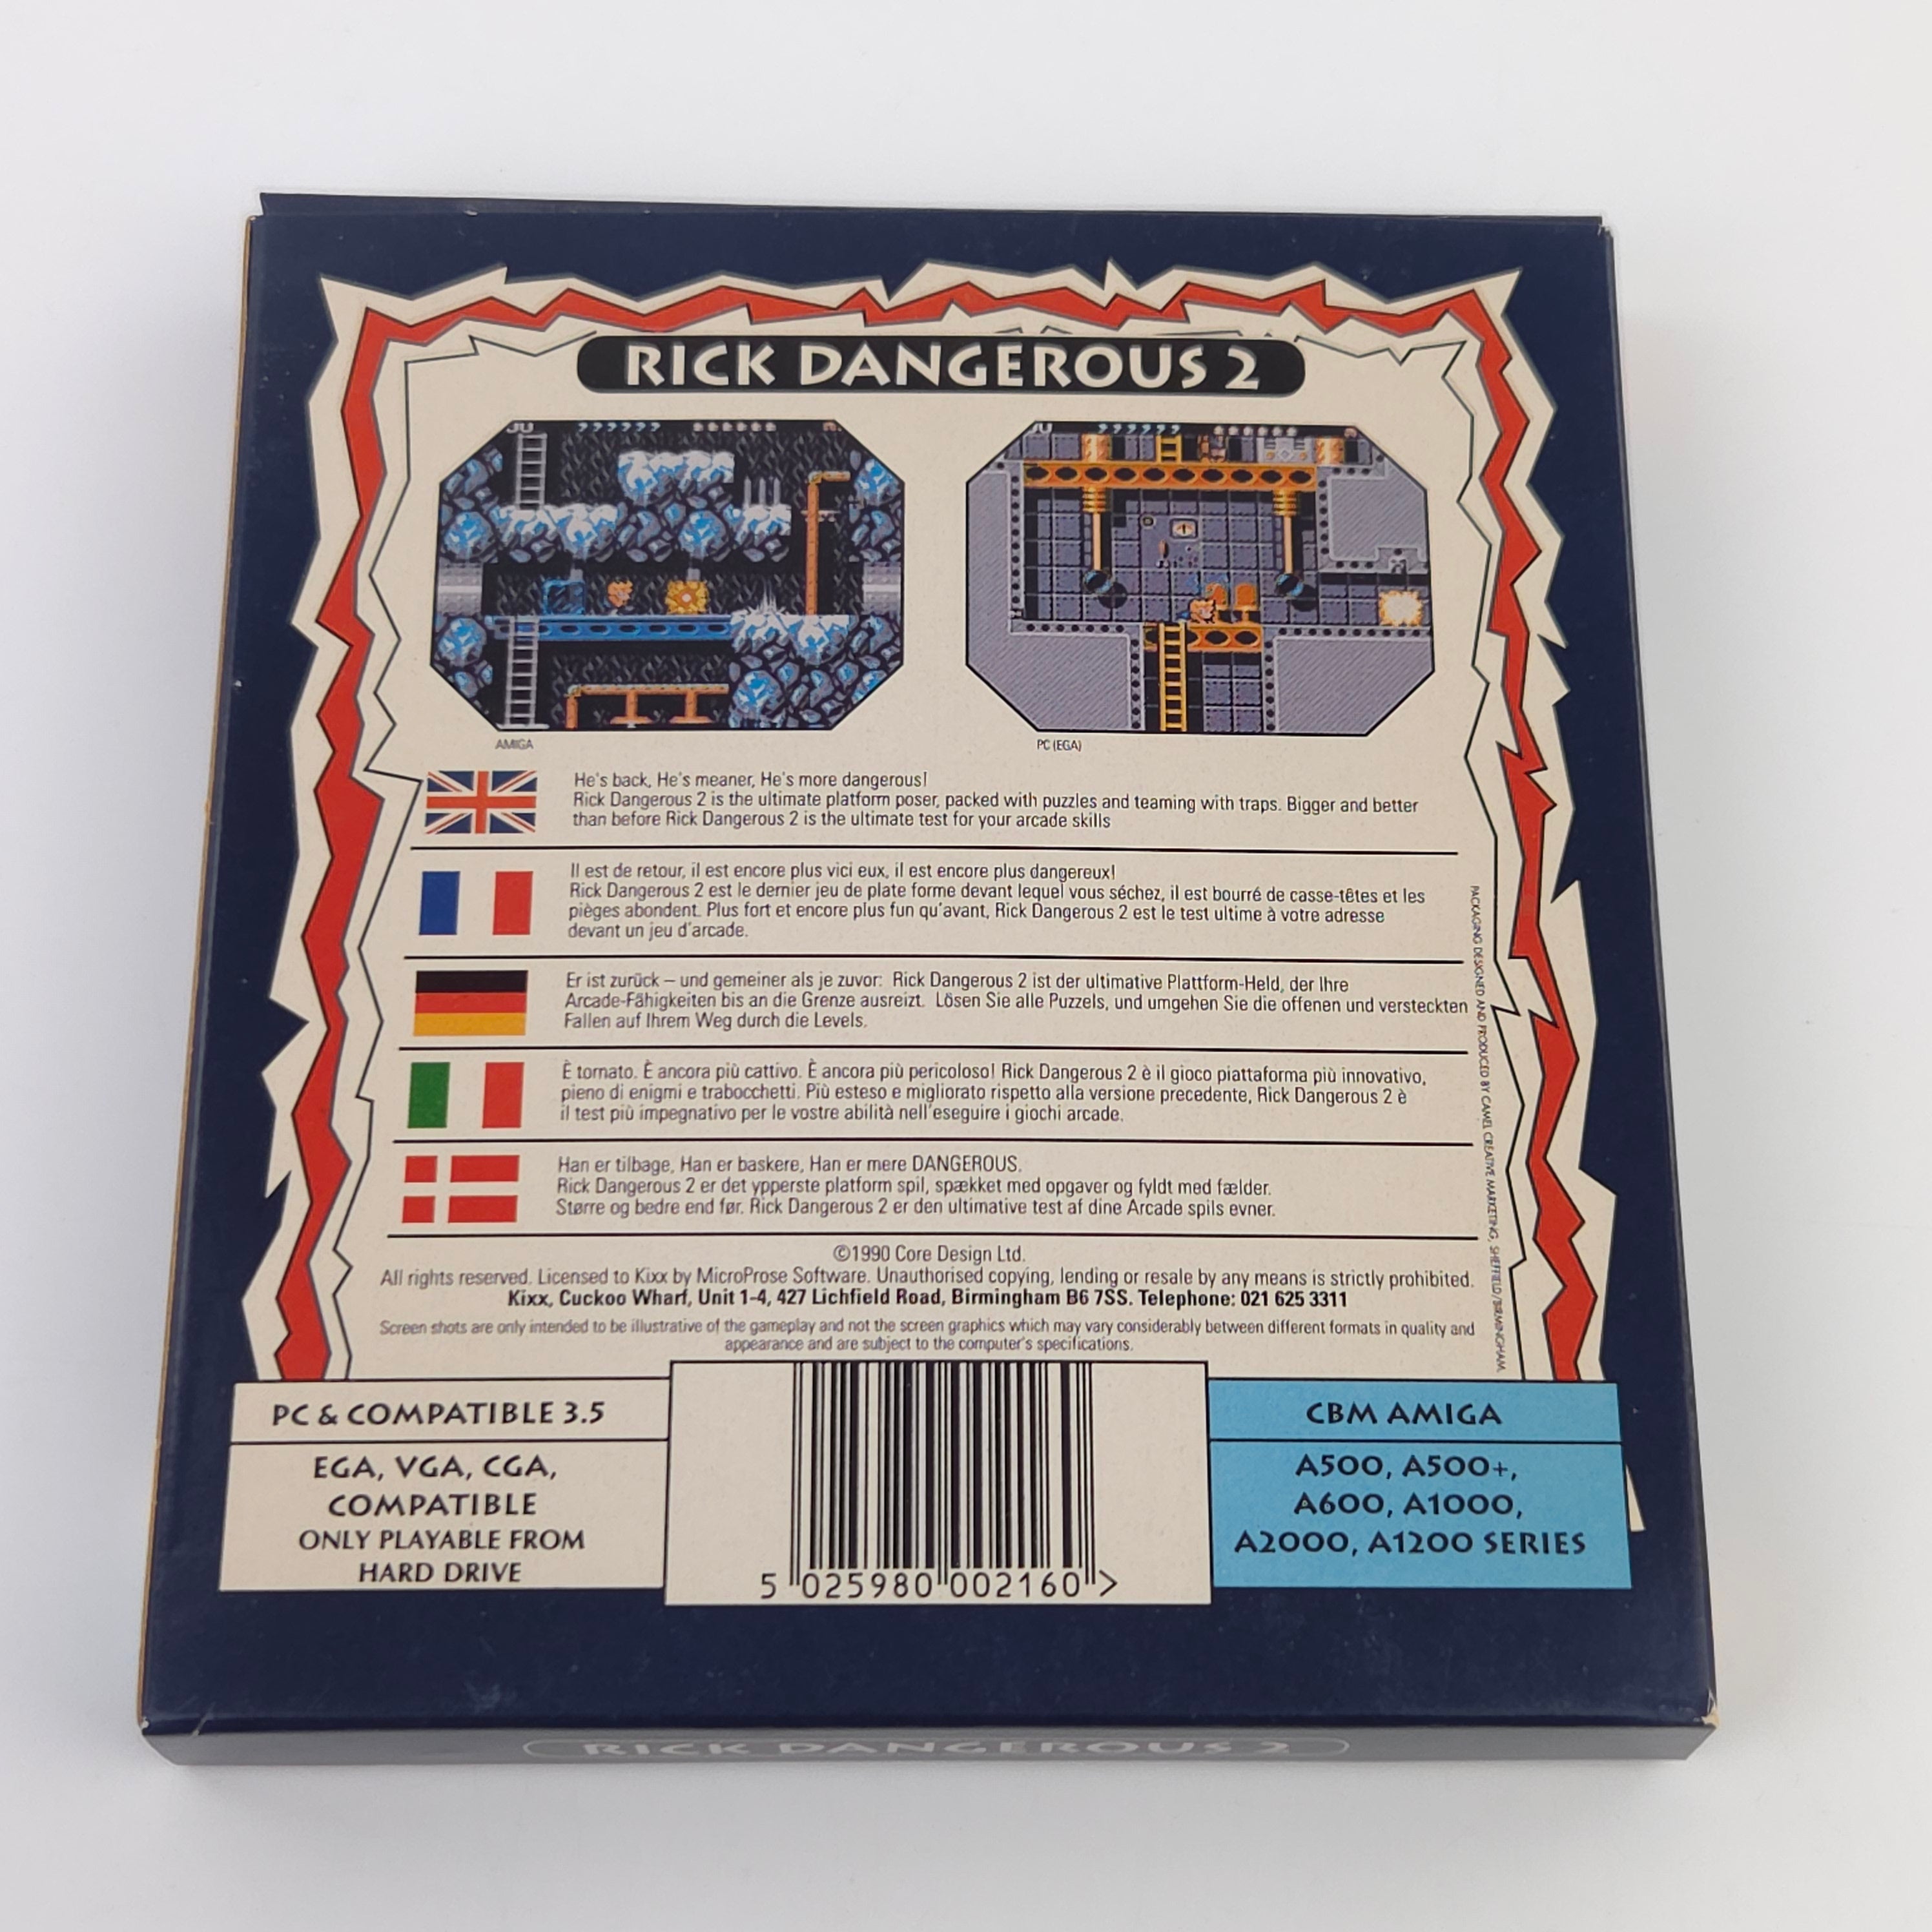 RICK DANGEROUS 2
AMIGA
PC (EGA)
He's back, He's meaner, He's more dangerous!
Rick Dangerous 2 is the ultimate platform poser, packed with puzzles and teaming with traps. Bigger and better
than before Rick Dangerous 2 is the ultimate test for your arcade skills
Il est de retour, il est encore plus vici eux, il est encore plus dangereux!
Rick Dangerous 2 est le dernier jeu de plate forme devant lequel vous séchez, il est bourré de casse-têtes et les
pièges abondent. Plus fort et encore plus fun qu'avant, Rick Dangerous 2 est le test ultime à votre adresse
devant un jeu d'arcade.
Er ist zurück – und gemeiner als je zuvor: Rick Dangerous 2 ist der ultimative Plattform-Held, der Ihre
Arcade-Fähigkeiten bis an die Grenze ausreizt. Lösen Sie alle Puzzels, und umgehen Sie die offenen und versteckten
Fallen auf Ihrem Weg durch die Levels.
È tornato. È ancora più cattivo. È ancora più pericoloso! Rick Dangerous 2 è il gioco piattaforma più innovativo,
pieno di enigmi e trabocchetti. Più esteso e migliorato rispetto alla versione precedente, Rick Dangerous 2 è
il test più impegnativo per le vostre abilità nell'eseguire i giochi arcade.
Han er tilbage, Han er baskere, Han er mere DANGEROUS.
Rick Dangerous 2 er det ypperste platform spil, spækket med opgaver og fyldt med fælder.
Større og bedre end før. Rick Dangerous 2 er den ultimative test af dine Arcade spils evner.
PACKAGING DESIGNED AND PRODUCED BY CAMEL CREATIVE MARKETING, SHEFFIELD/BIRMINGHAM.
©1990 Core Design Ltd.
All rights reserved. Licensed to Kixx by MicroProse Software. Unauthorised copying, lending or resale by any means is strictly prohibited.
Kixx, Cuckoo Wharf, Unit 1-4, 427 Lichfield Road, Birmingham B6 7SS. Telephone: 021 625 3311
Screen shots are only intended to be illustrative of the gameplay and not the screen graphics which may vary considerably between different formats in quality and
appearance and are subject to the computer's specifications.
PC & COMPATIBLE 3.5
EGA, VGA, CGA,
COMPATIBLE
ONLY PLAYABLE FROM
HARD DRIVE
5 025980 002160 >
CBM AMIGA
A500, A500+,
A600, A1000,
A2000, A1200 SERIES
RICK DANGEROUS 2